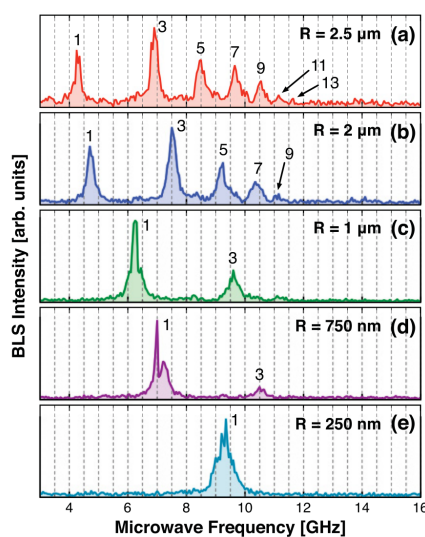 1 3 5 7 9 11 13 R = 2.5 µm (a)
1 3 5 7 9 R = 2 µm (b)
1 3 R = 1 µm (c)
1 3 R = 750 nm (d)
1 R = 250 nm (e)
BLS Intensity [arb. units]
4 6 8 10 12 14 16
Microwave Frequency [GHz]